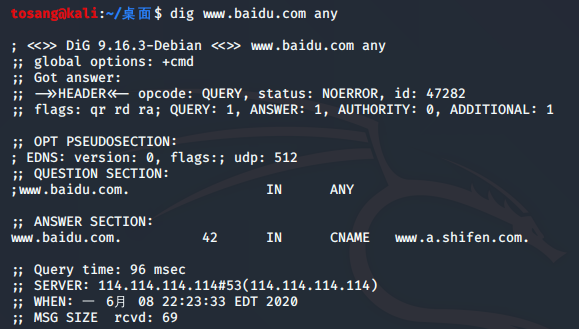 tosang@kali:~/桌面$ dig www.baidu.com any
; <<>> DiG 9.16.3-Debian <<>> www.baidu.com any
;; global options: +cmd
;; Got answer:
;; ->>HEADER<<- opcode: QUERY, status: NOERROR, id: 47282
;; flags: qr rd ra; QUERY: 1, ANSWER: 1, AUTHORITY: 0, ADDITIONAL: 1
;; OPT PSEUDOSECTION:
; EDNS: version: 0, flags:; udp: 512
;; QUESTION SECTION:
;www.baidu.com. IN ANY
;; ANSWER SECTION:
www.baidu.com. 42 IN CNAME www.a.shifen.com.
;; Query time: 96 msec
;; SERVER: 114.114.114.114#53(114.114.114.114)
;; WHEN: 一 6月 08 22:23:33 EDT 2020
;; MSG SIZE rcvd: 69